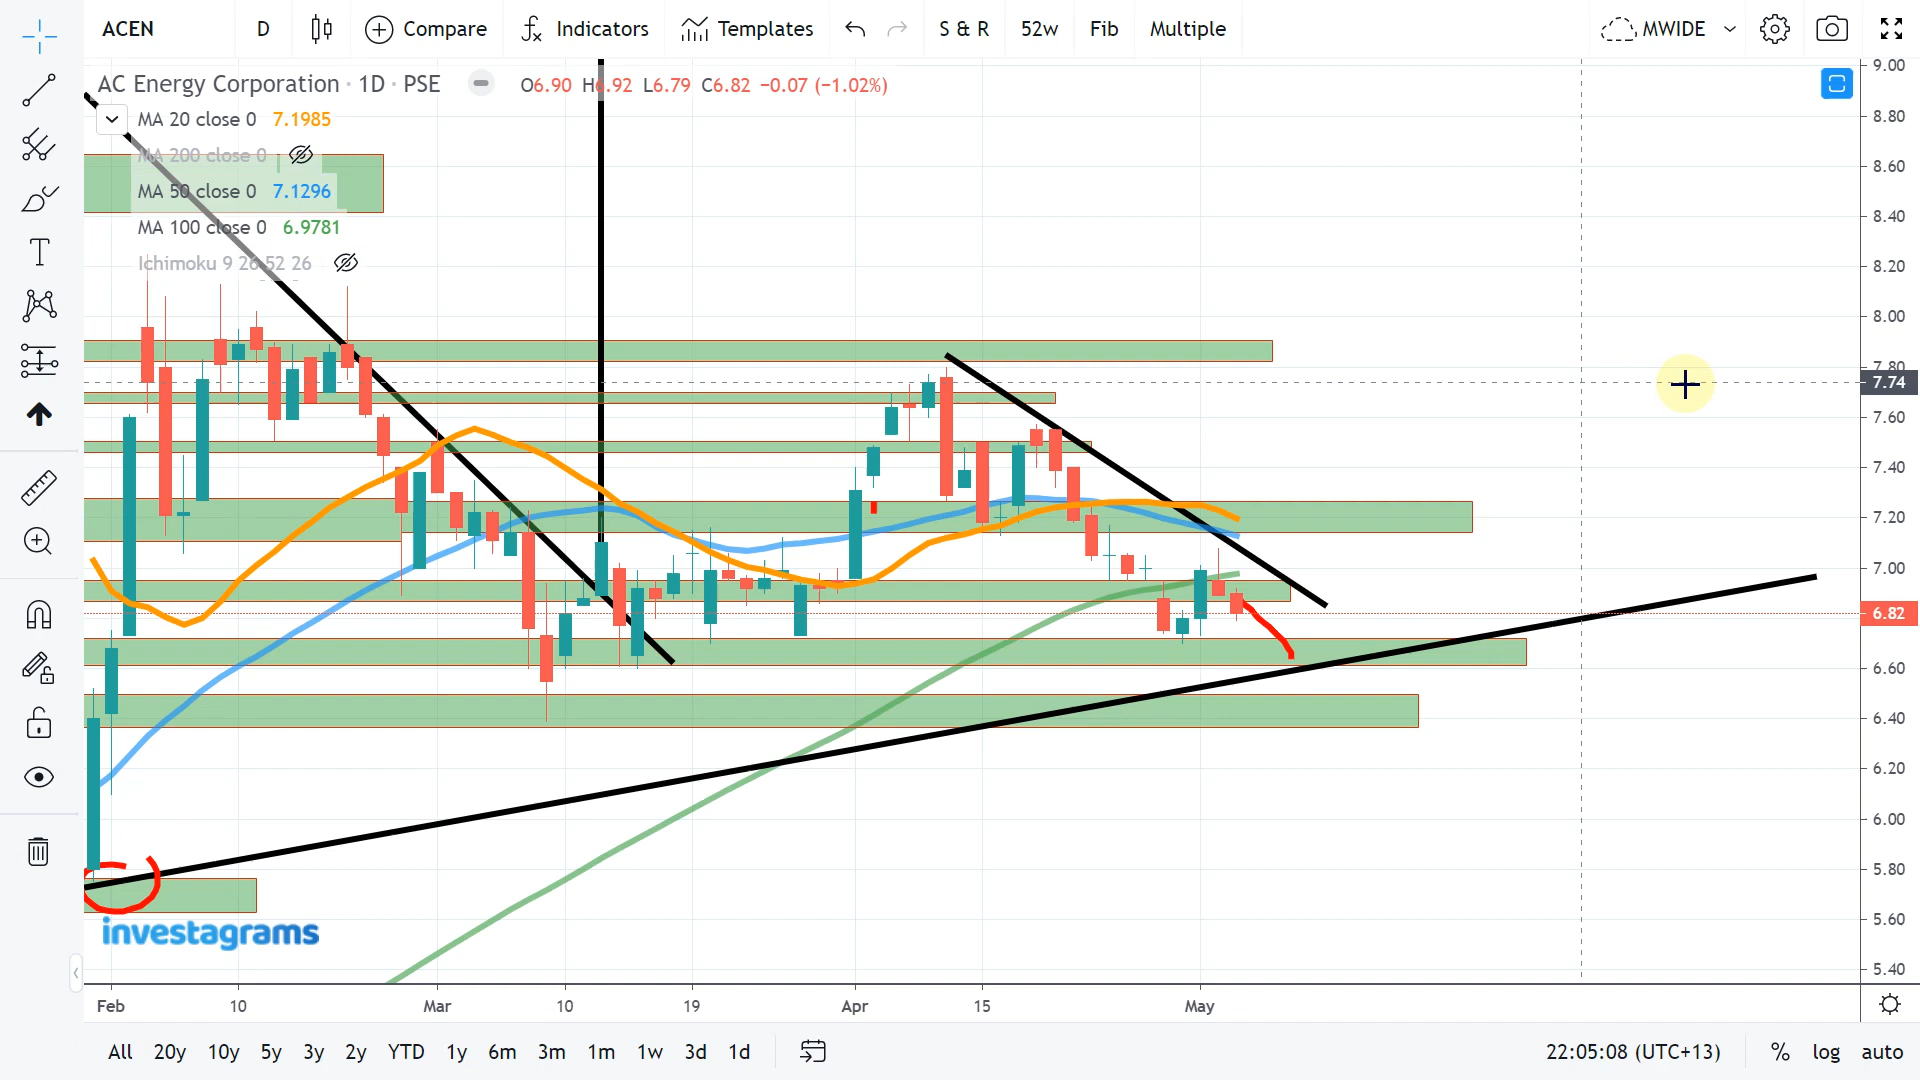 ACEN D Compare Indicators Templates S & R 52w Fib Multiple MWIDE
AC Energy Corporation · 1D · PSE O6.90 H6.92 L6.79 C6.82 −0.07 (−1.02%)
MA 20 close 0 7.1985
MA 200 close 0
MA 50 close 0 7.1296
MA 100 close 0 6.9781
Ichimoku 9 26 52 26
9.00
8.80
8.60
8.40
8.20
8.00
7.80
7.74
7.60
7.40
7.20
7.00
6.82
6.60
6.40
6.20
6.00
5.80
5.60
5.40
investagrams
Feb 10 Mar 10 19 Apr 15 May
All 20y 10y 5y 3y 2y YTD 1y 6m 3m 1m 1w 3d 1d 22:05:08 (UTC+13) % log auto